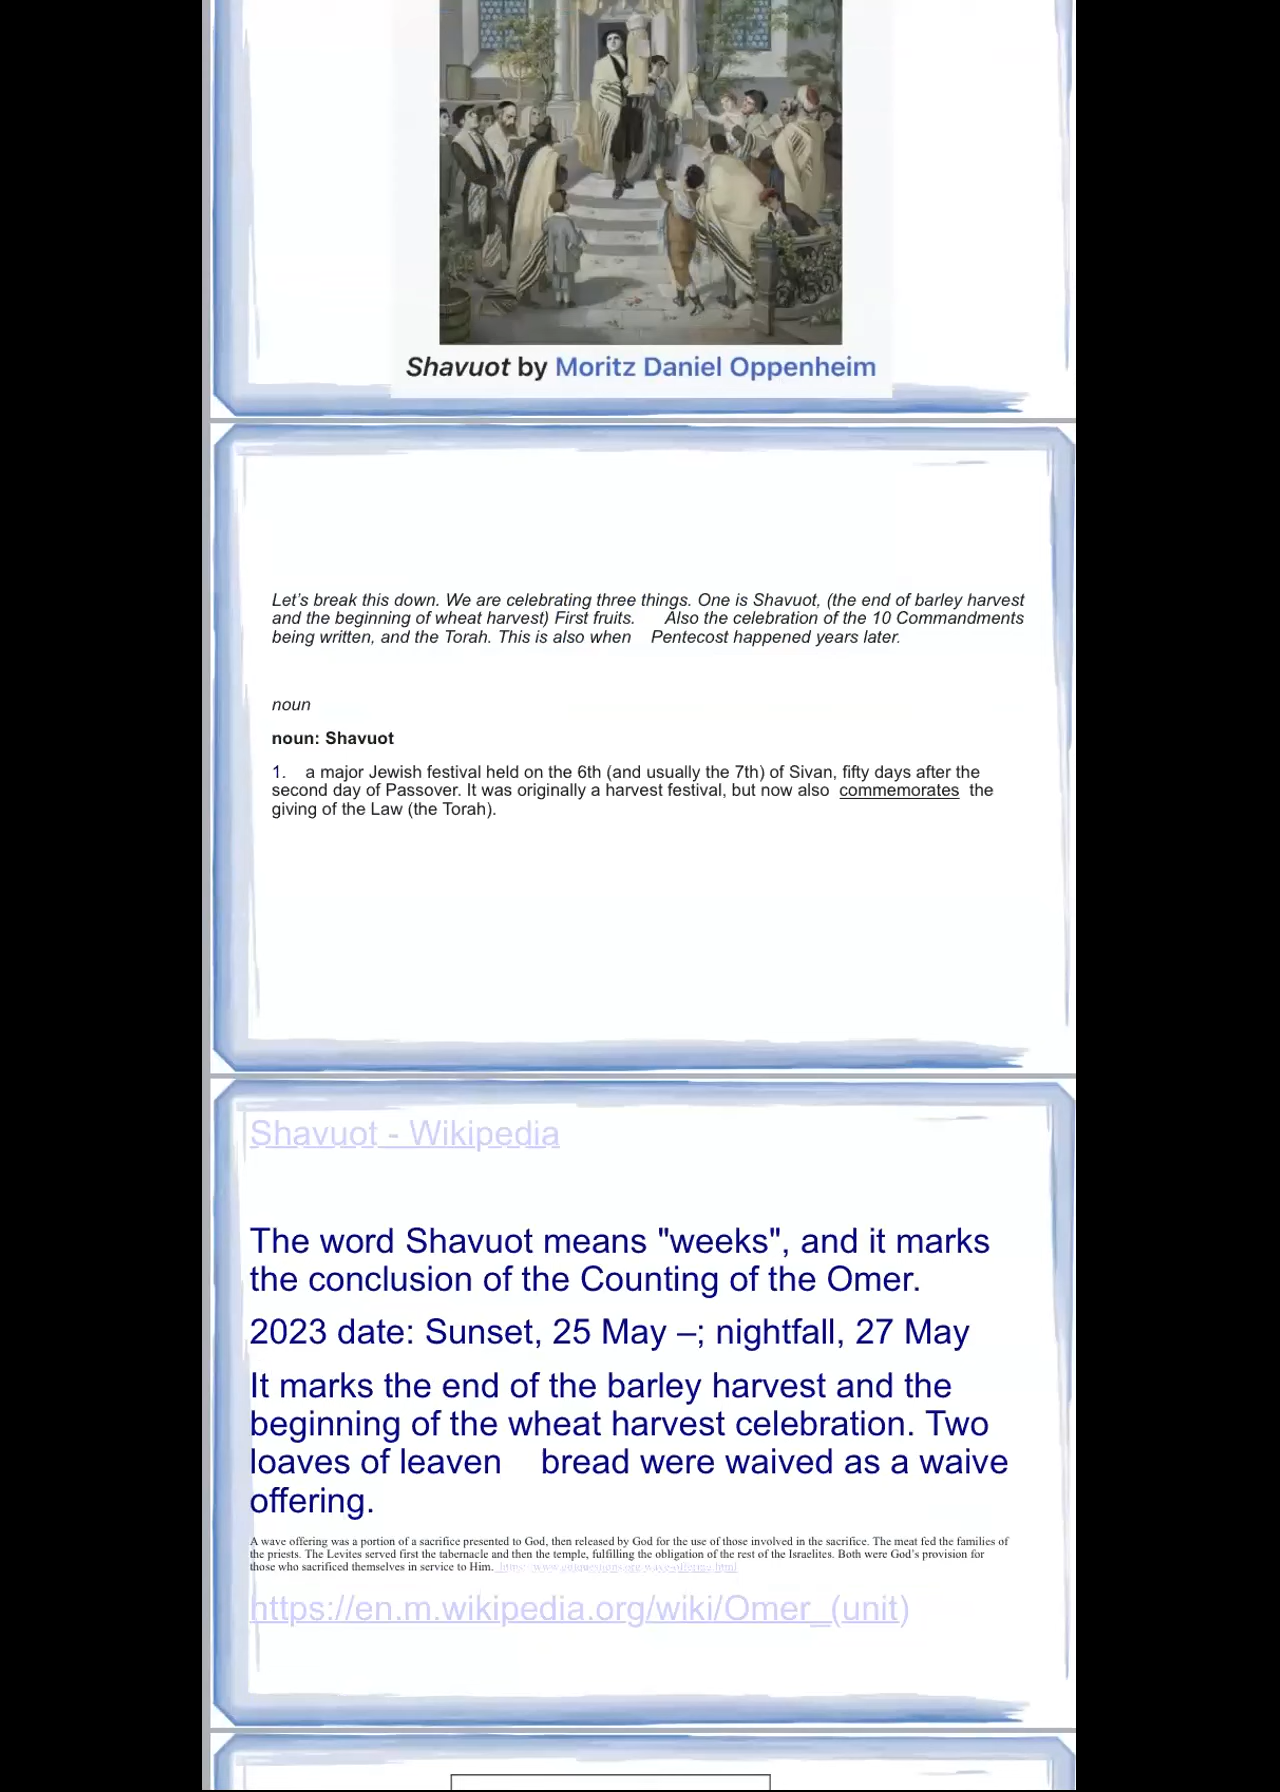 Shavuot by Moritz Daniel Oppenheim
Let’s break this down. We are celebrating three things. One is Shavuot, (the end of barley harvest
and the beginning of wheat harvest) First fruits. Also the celebration of the 10 Commandments
being written, and the Torah. This is also when Pentecost happened years later.
noun
noun: Shavuot
1. a major Jewish festival held on the 6th (and usually the 7th) of Sivan, fifty days after the
second day of Passover. It was originally a harvest festival, but now also commemorates the
giving of the Law (the Torah).
Shavuot - Wikipedia
The word Shavuot means "weeks", and it marks
the conclusion of the Counting of the Omer.
2023 date: Sunset, 25 May –; nightfall, 27 May
It marks the end of the barley harvest and the
beginning of the wheat harvest celebration. Two
loaves of leaven bread were waived as a waive
offering.
A wave offering was a portion of a sacrifice presented to God, then released by God for the use of those involved in the sacrifice. The meat fed the families of
the priests. The Levites served first the tabernacle and then the temple, fulfilling the obligation of the rest of the Israelites. Both were God’s provision for
those who sacrificed themselves in service to Him.
https://en.m.wikipedia.org/wiki/Omer_(unit)